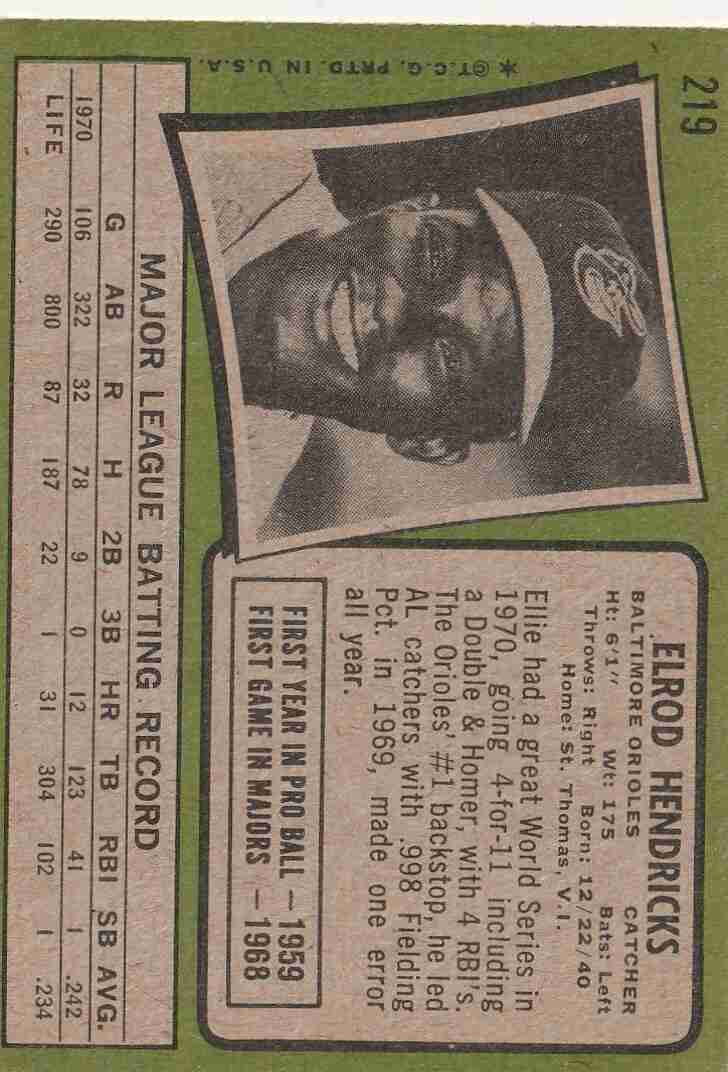 219
* ©T.C.G. PRTD. IN U.S.A.
ELROD HENDRICKS
BALTIMORE ORIOLES CATCHER
Ht: 6'1" Wt: 175 Bats: Left
Throws: Right Born: 12/22/40
Home: St. Thomas, V.I.
Ellie had a great World Series in
1970, going 4-for-11 including
a Double & Homer, with 4 RBI's.
The Orioles' #1 backstop, he led
AL catchers with .998 Fielding
Pct. in 1969, made one error
all year.
FIRST YEAR IN PRO BALL — 1959
FIRST GAME IN MAJORS — 1968
MAJOR LEAGUE BATTING RECORD
G AB R H 2B 3B HR TB RBI SB AVG.
1970 106 322 32 78 9 0 12 123 41 1 .242
LIFE 290 800 87 187 22 1 31 304 102 1 .234